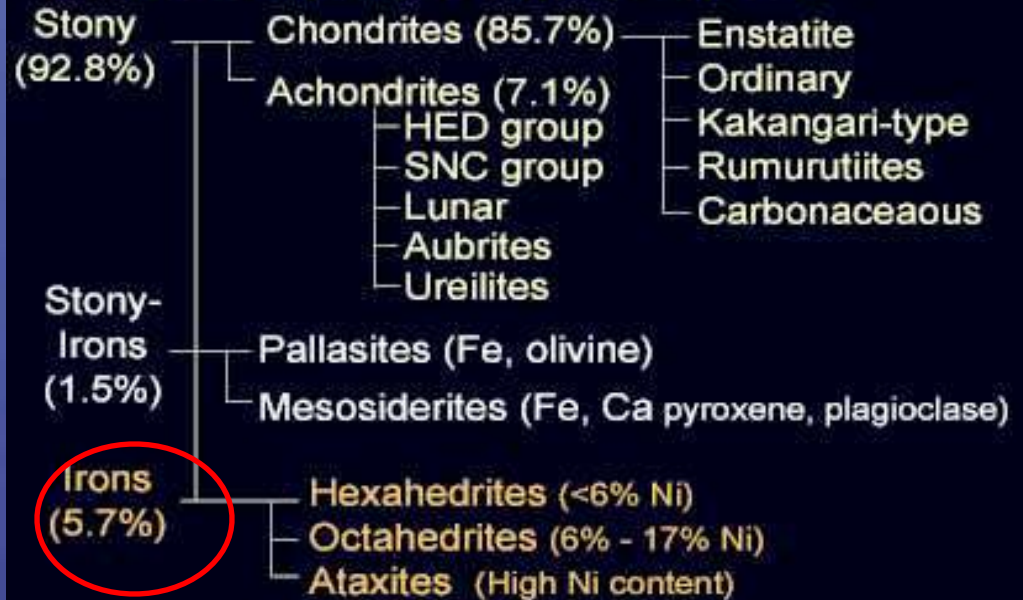 Stony
(92.8%)
Chondrites (85.7%)
Enstatite
Ordinary
Kakangari-type
Rumurutiites
Carbonaceaous
Achondrites (7.1%)
HED group
SNC group
Lunar
Aubrites
Ureilites
Stony-
Irons
(1.5%)
Pallasites (Fe, olivine)
Mesosiderites (Fe, Ca pyroxene, plagioclase)
Irons
(5.7%)
Hexahedrites (<6% Ni)
Octahedrites (6% - 17% Ni)
Ataxites (High Ni content)